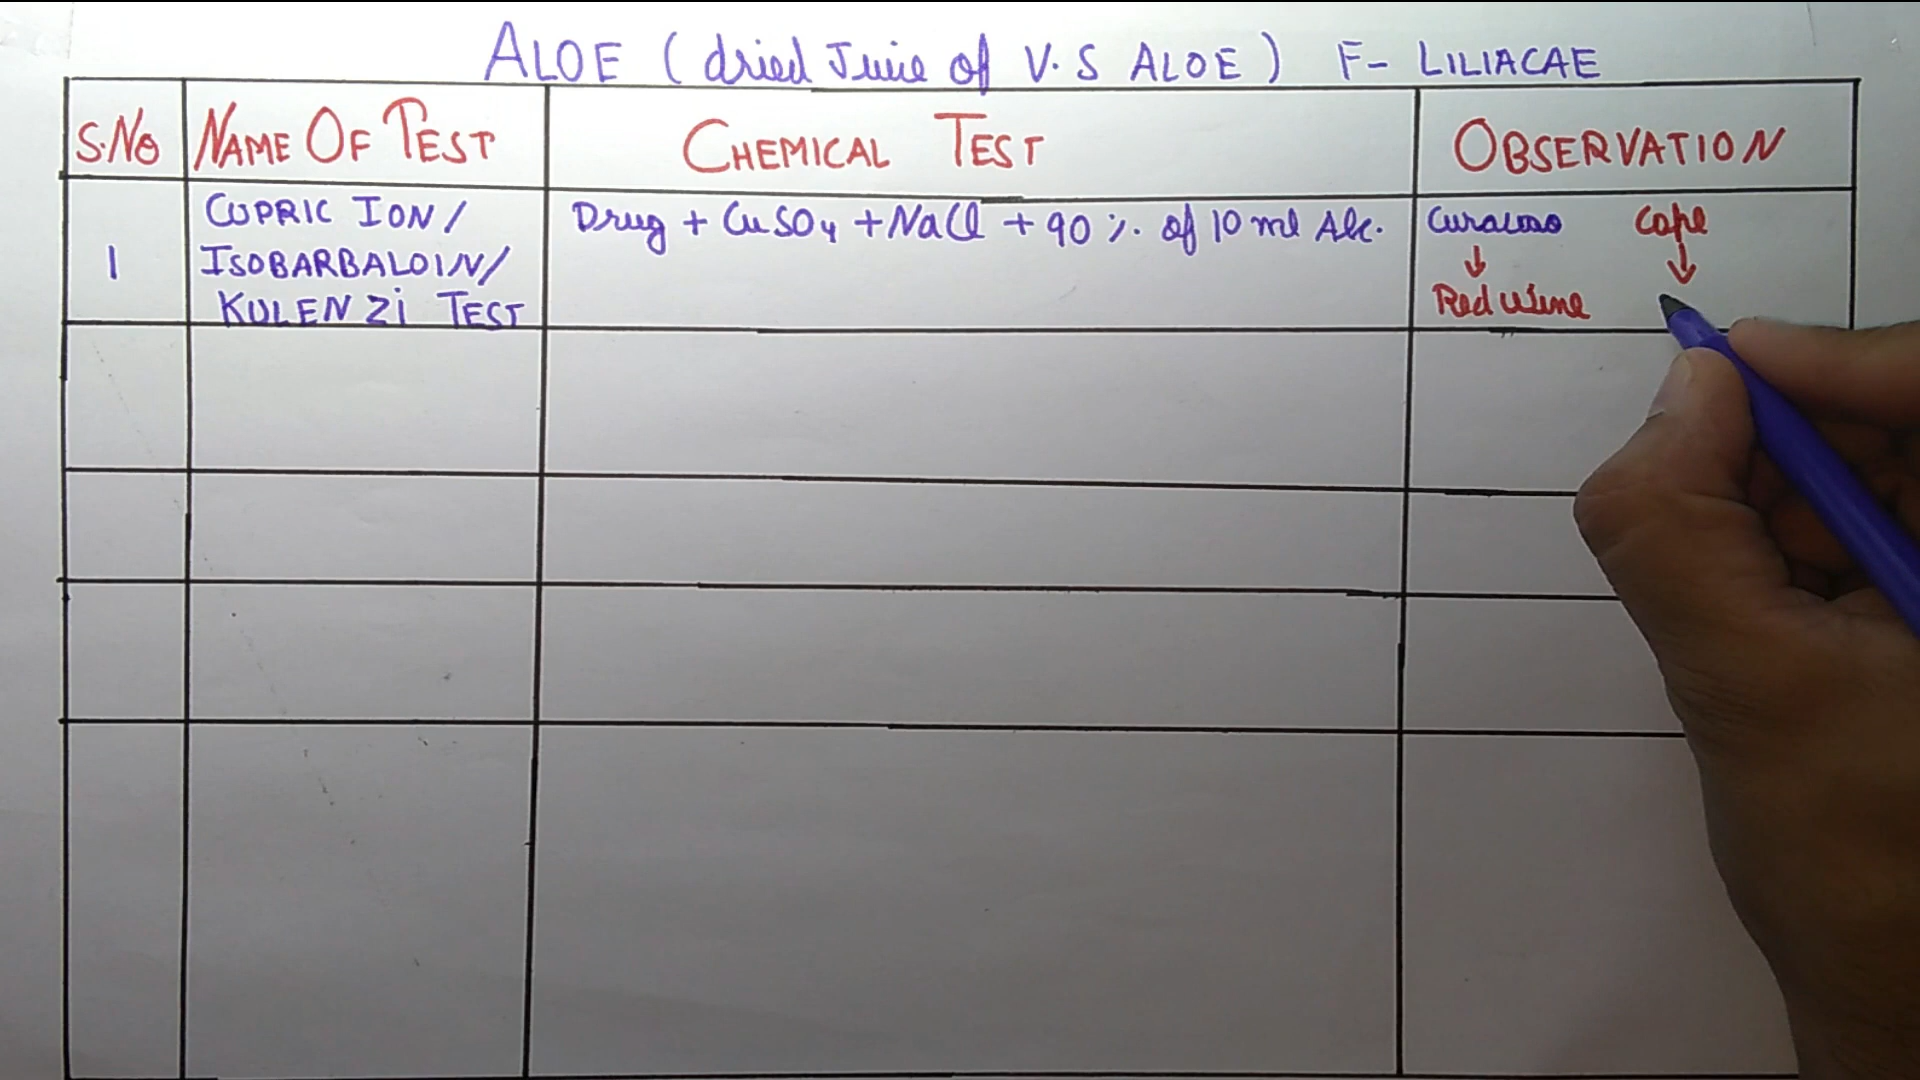 ALOE (dried Juice of V.S ALOE) F- LILIACAE
S.NO NAME OF TEST CHEMICAL TEST OBSERVATION
1
CUPRIC ION/
ISOBARBALOIN/
KULENZi TEST
Drug + CuSO4 + NaCl + 90 %. of 10 ml Alc.
Curacao Cape
↓ ↓
Red Wine